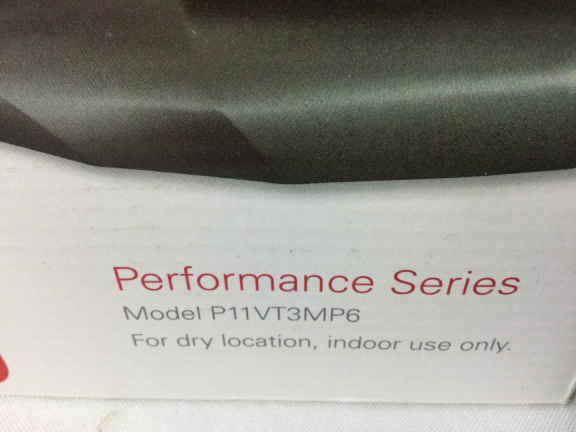 Performance Series
Model P11VT3MP6
For dry location, indoor use only.